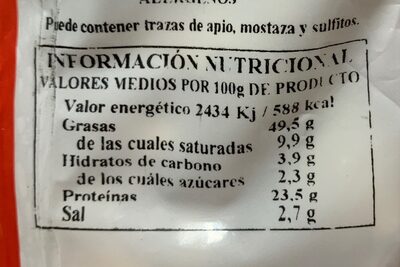 ALÉRGENOS
Puede contener trazas de apio, mostaza y sulfitos.
INFORMACIÓN NUTRICIONAL
VALORES MEDIOS POR 100g DE PRODUCTO
Valor energético 2434 Kj / 588 kcal
Grasas 49,5 g
de las cuales saturadas 9,9 g
Hidratos de carbono 3,9 g
de los cuáles azúcares 2,3 g
Proteínas 23,5 g
Sal 2,7 g